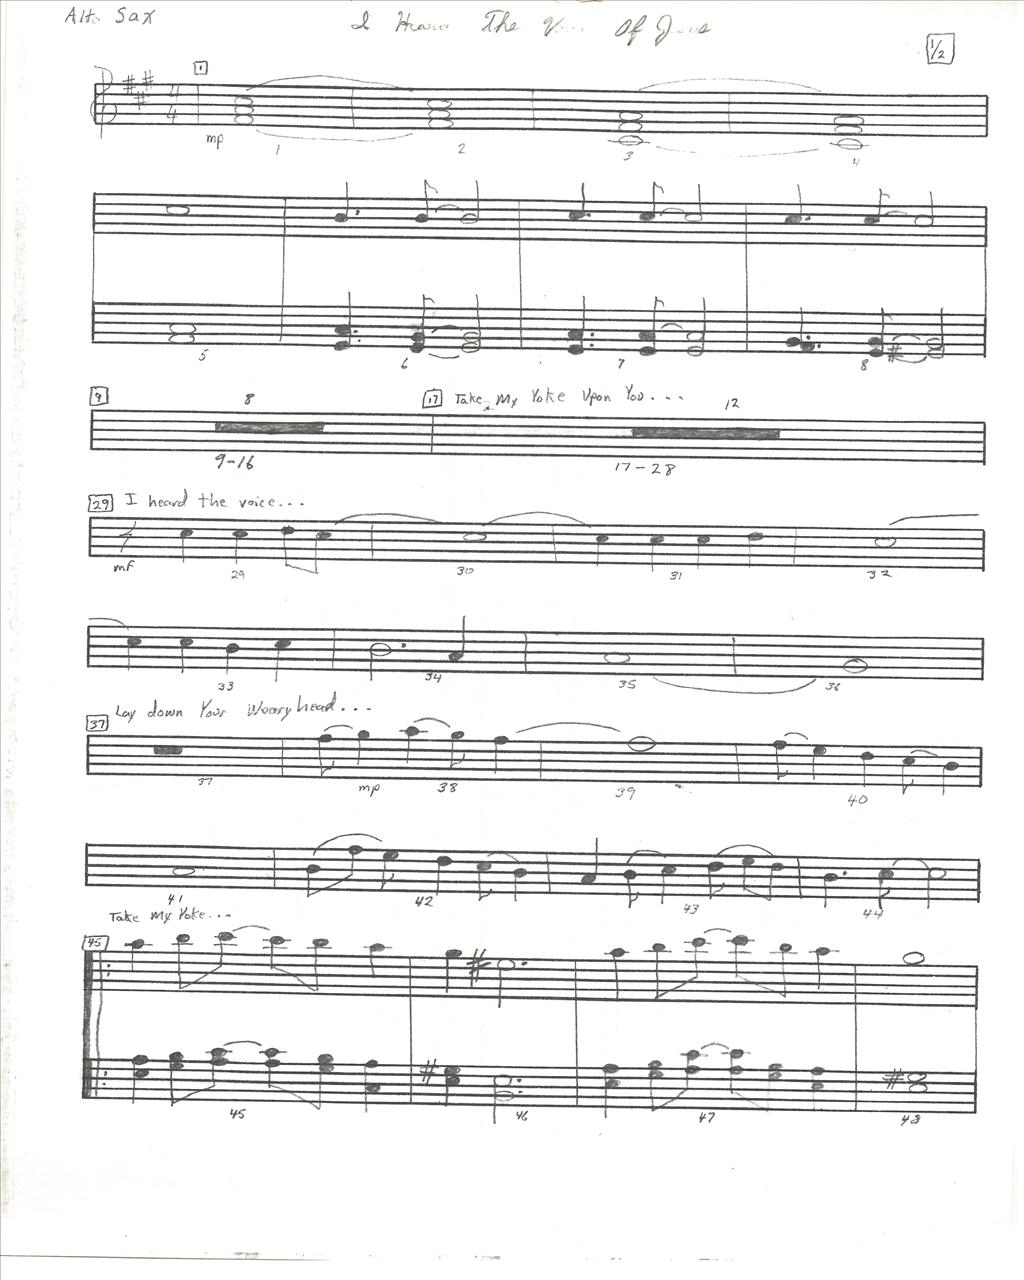 Alto Sax
I Heard The Of
1/2
1
4
4
mp
1 2 3 4
5 6 7 8
9 8 17 Take My Yoke Upon You... 12
9-16 17-28
29 I heard the voice...
mf
29 30 31 32
33 34 35 36
37 Lay down Your Weary head...
37 mp 38 39 40
41 42 43 44
Take My Yoke...
45
45 46 47 48